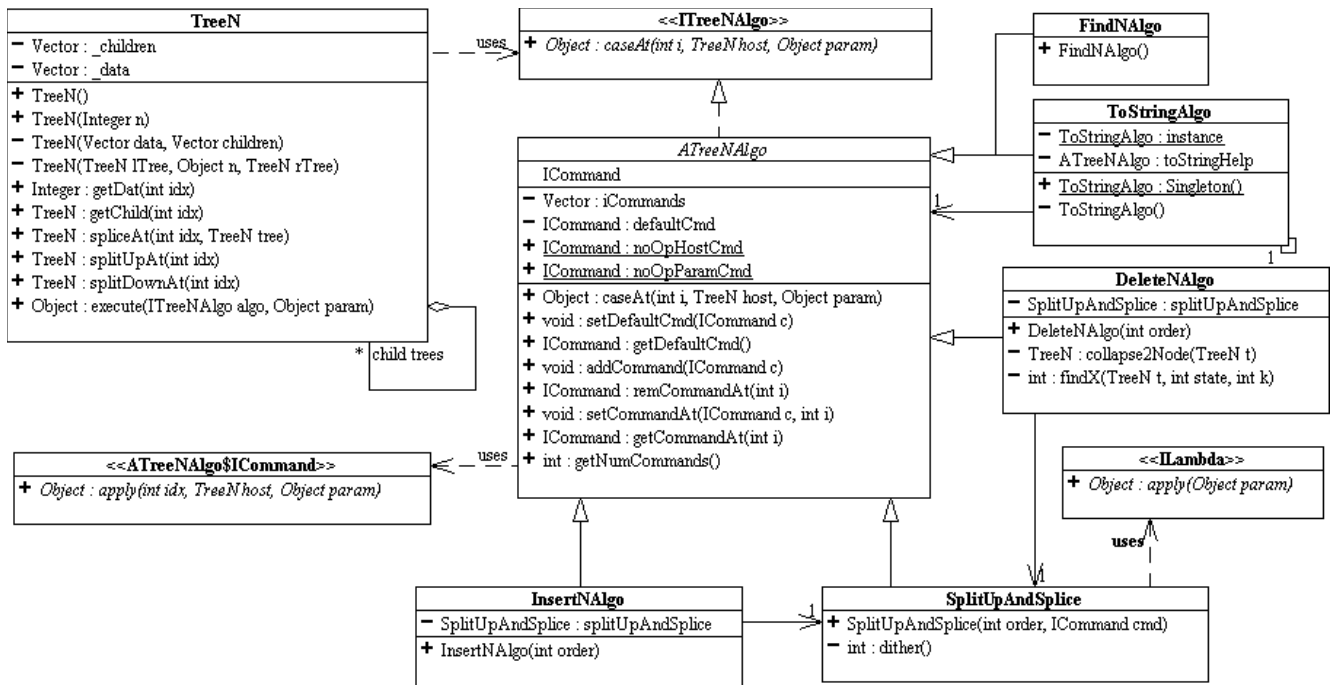 TreeN
− Vector : _children
− Vector : _data
+ TreeN()
+ TreeN(Integer n)
− TreeN(Vector data, Vector children)
− TreeN(TreeN lTree, Object n, TreeN rTree)
+ Integer : getDat(int idx)
+ TreeN : getChild(int idx)
+ TreeN : spliceAt(int idx, TreeN tree)
+ TreeN : splitUpAt(int idx)
+ TreeN : splitDownAt(int idx)
+ Object : execute(ITreeNAlgo algo, Object param)
* child trees
uses
<<ITreeNAlgo>>
+ Object : caseAt(int i, TreeN host, Object param)
ATreeNAlgo
ICommand
− Vector : iCommands
− ICommand : defaultCmd
+ ICommand : noOpHostCmd
+ ICommand : noOpParamCmd
+ Object : caseAt(int i, TreeN host, Object param)
+ void : setDefaultCmd(ICommand c)
+ ICommand : getDefaultCmd()
+ void : addCommand(ICommand c)
+ ICommand : remCommandAt(int i)
+ void : setCommandAt(ICommand c, int i)
+ ICommand : getCommandAt(int i)
+ int : getNumCommands()
FindNAlgo
+ FindNAlgo()
ToStringAlgo
− ToStringAlgo : instance
− ATreeNAlgo : toStringHelp
+ ToStringAlgo : Singleton()
− ToStringAlgo()
1
1
DeleteNAlgo
− SplitUpAndSplice : splitUpAndSplice
+ DeleteNAlgo(int order)
− TreeN : collapse2Node(TreeN t)
− int : findX(TreeN t, int state, int k)
uses
<<ATreeNAlgo$ICommand>>
+ Object : apply(int idx, TreeN host, Object param)
<<ILambda>>
+ Object : apply(Object param)
uses
1
InsertNAlgo
− SplitUpAndSplice : splitUpAndSplice
+ InsertNAlgo(int order)
1
SplitUpAndSplice
+ SplitUpAndSplice(int order, ICommand cmd)
− int : dither()